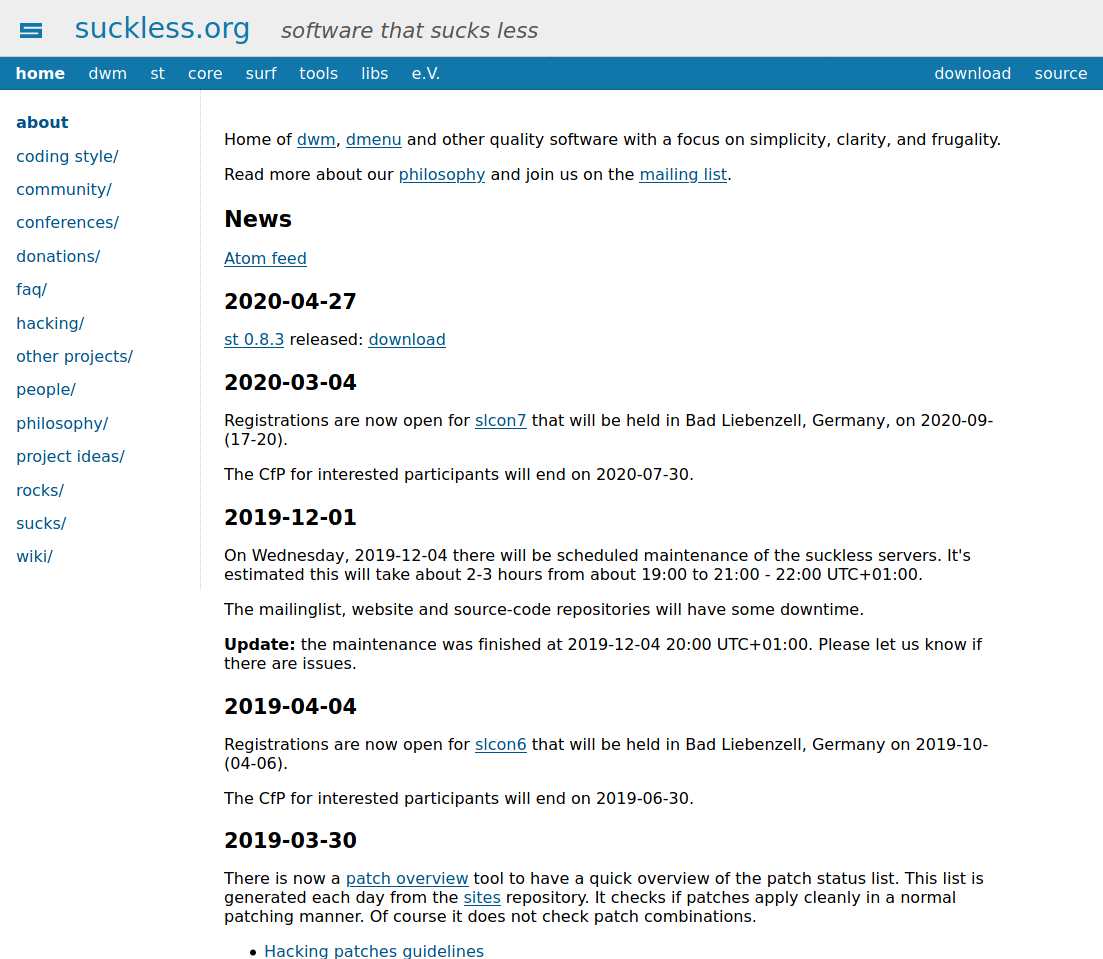 suckless.org software that sucks less
home dwm st core surf tools libs e.V. download source
about
coding style/
community/
conferences/
donations/
faq/
hacking/
other projects/
people/
philosophy/
project ideas/
rocks/
sucks/
wiki/
Home of dwm, dmenu and other quality software with a focus on simplicity, clarity, and frugality.
Read more about our philosophy and join us on the mailing list.
News
Atom feed
2020-04-27
st 0.8.3 released: download
2020-03-04
Registrations are now open for slcon7 that will be held in Bad Liebenzell, Germany, on 2020-09-
(17-20).
The CfP for interested participants will end on 2020-07-30.
2019-12-01
On Wednesday, 2019-12-04 there will be scheduled maintenance of the suckless servers. It's
estimated this will take about 2-3 hours from about 19:00 to 21:00 - 22:00 UTC+01:00.
The mailinglist, website and source-code repositories will have some downtime.
Update: the maintenance was finished at 2019-12-04 20:00 UTC+01:00. Please let us know if
there are issues.
2019-04-04
Registrations are now open for slcon6 that will be held in Bad Liebenzell, Germany on 2019-10-
(04-06).
The CfP for interested participants will end on 2019-06-30.
2019-03-30
There is now a patch overview tool to have a quick overview of the patch status list. This list is
generated each day from the sites repository. It checks if patches apply cleanly in a normal
patching manner. Of course it does not check patch combinations.
• Hacking patches guidelines